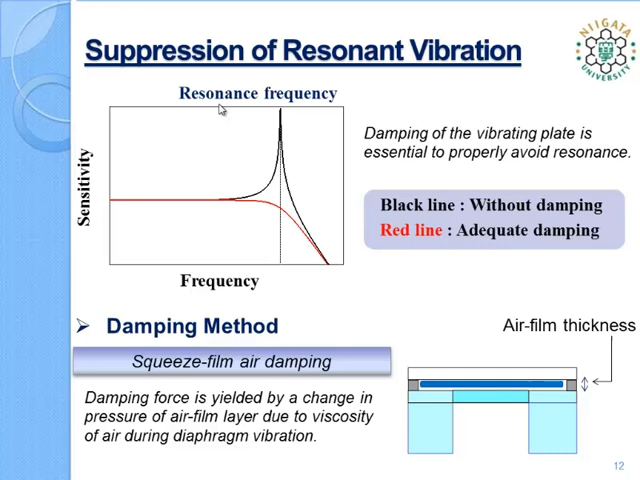 Suppression of Resonant Vibration
NIIGATA
UNIVERSITY
Resonance frequency
Sensitivity
Frequency
Damping of the vibrating plate is
essential to properly avoid resonance.
Black line : Without damping
Red line : Adequate damping
➢ Damping Method
Squeeze-film air damping
Damping force is yielded by a change in
pressure of air-film layer due to viscosity
of air during diaphragm vibration.
Air-film thickness
12